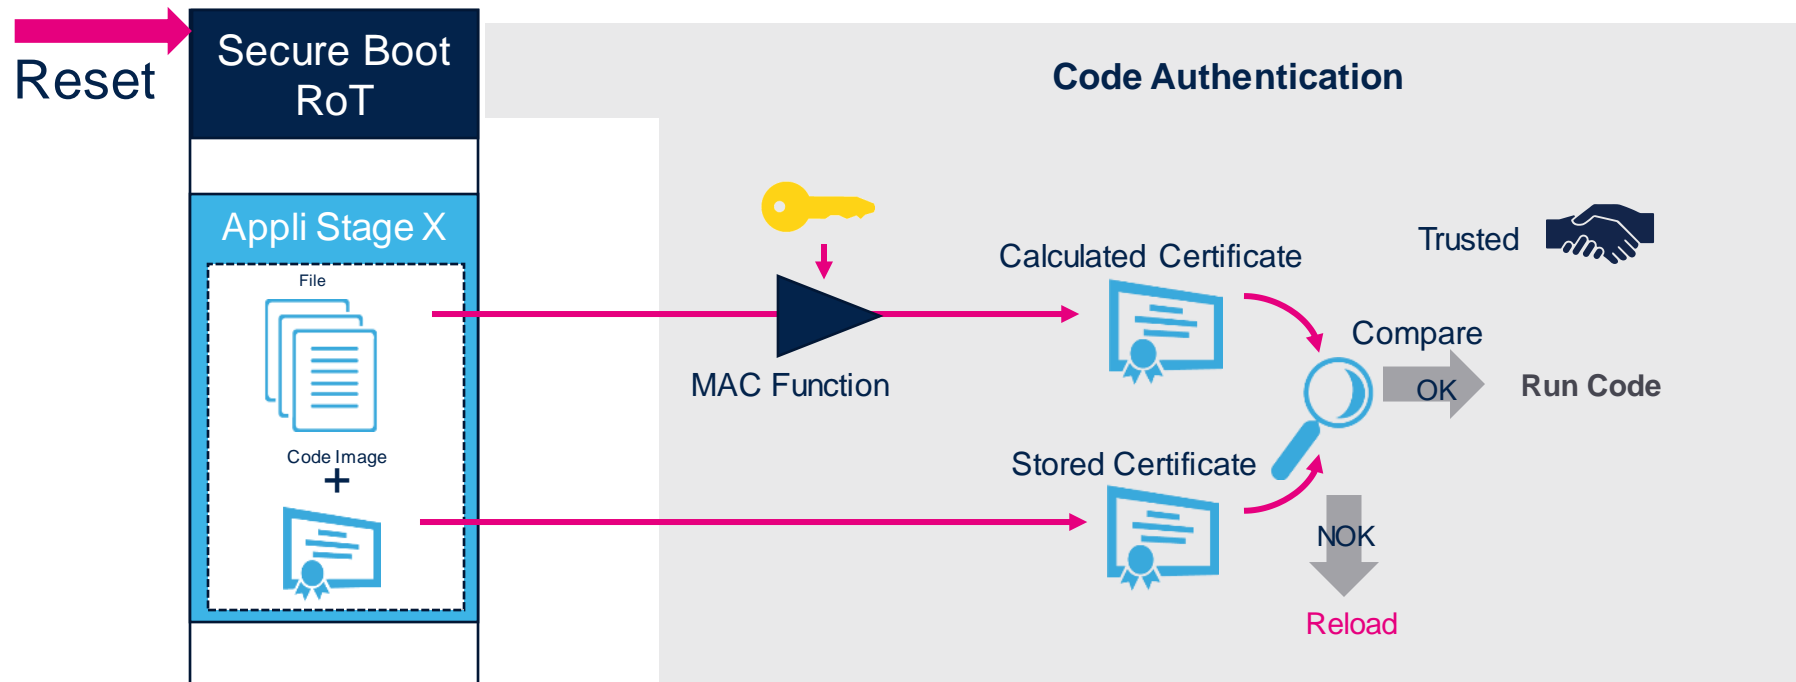 Reset
Secure Boot
RoT
Code Authentication
Appli Stage X
File
Code Image
+
MAC Function
Calculated Certificate
Stored Certificate
Trusted
Compare
OK
Run Code
NOK
Reload